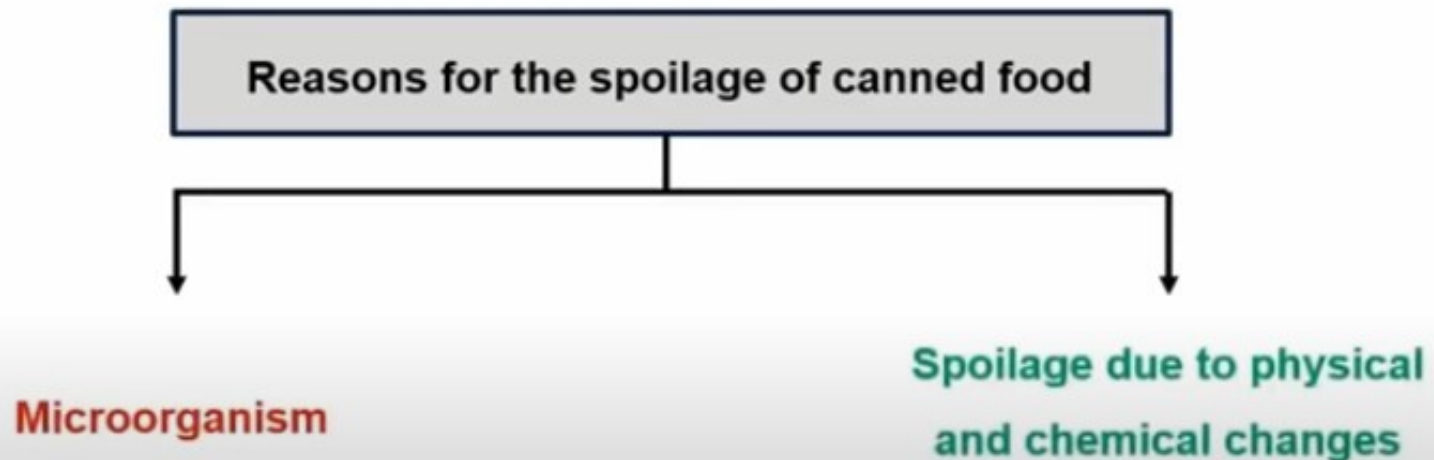 Reasons for the spoilage of canned food
Microorganism
Spoilage due to physical
and chemical changes